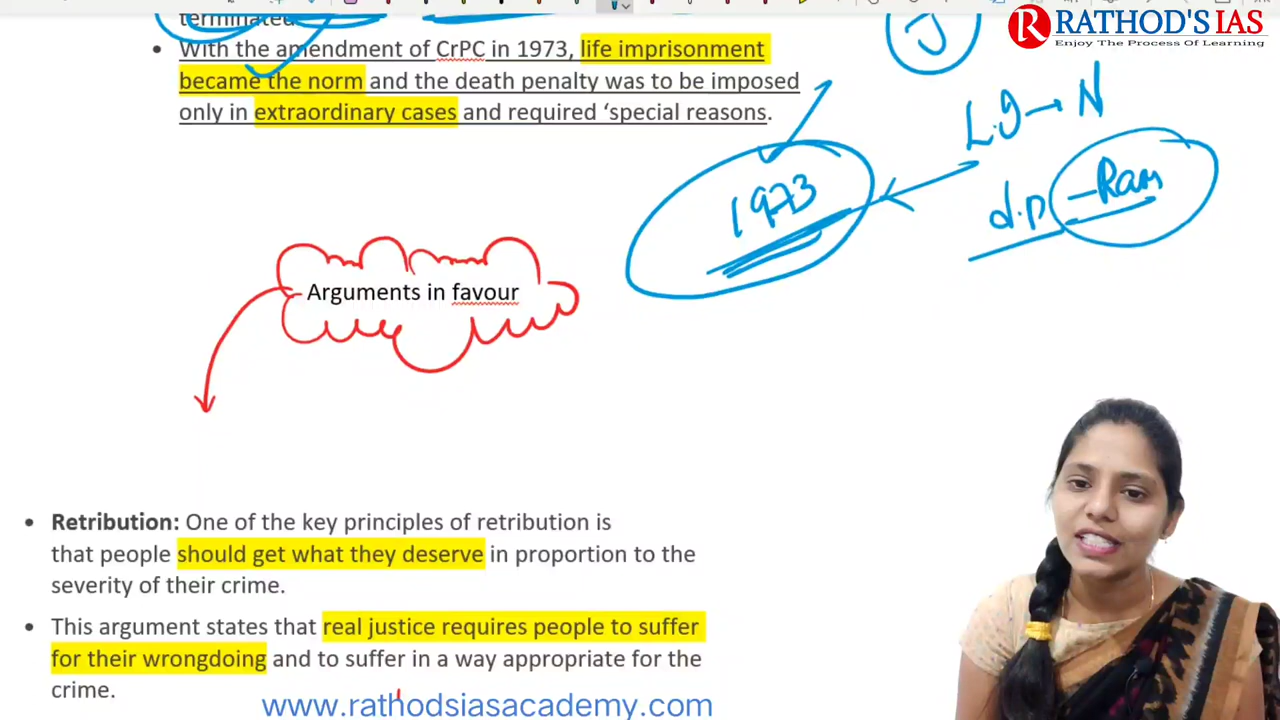 terminated.
RATHOD'S IAS
Enjoy The Process Of Learning
• With the amendment of CrPC in 1973, life imprisonment
became the norm and the death penalty was to be imposed
only in extraordinary cases and required ‘special reasons.
J
L.I → N
1973
d.p - Ram
Arguments in favour
• Retribution: One of the key principles of retribution is
that people should get what they deserve in proportion to the
severity of their crime.
• This argument states that real justice requires people to suffer
for their wrongdoing and to suffer in a way appropriate for the
crime.
www.rathodsiasacademy.com